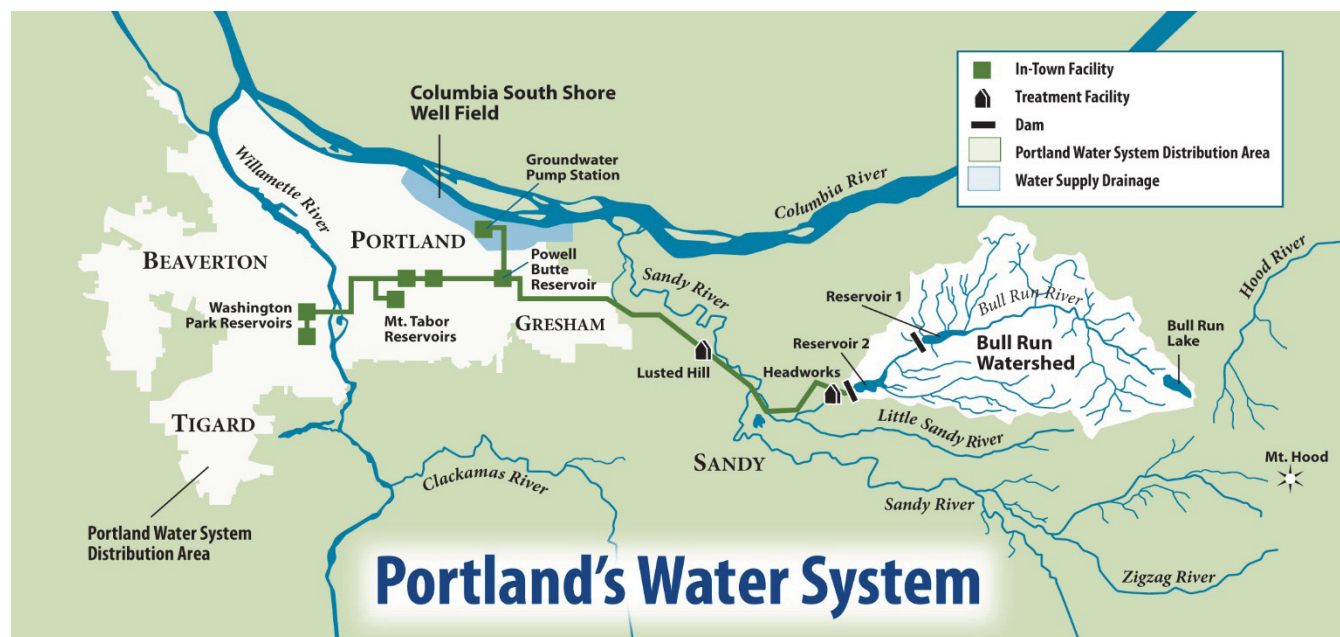 Columbia South Shore
Well Field
Groundwater
Pump Station
Willamette River
Columbia River
In-Town Facility
Treatment Facility
Dam
Portland Water System Distribution Area
Water Supply Drainage
BEAVERTON
PORTLAND
Powell
Butte
Reservoir
Washington
Park Reservoirs
Mt. Tabor
Reservoirs
GRESHAM
Sandy River
Lusted Hill
Reservoir 1
Reservoir 2
Headworks
Bull Run River
Bull Run
Watershed
Bull Run
Lake
Hood River
TIGARD
Little Sandy River
SANDY
Mt. Hood
Clackamas River
Sandy River
Zigzag River
Portland Water System
Distribution Area
Portland's Water System